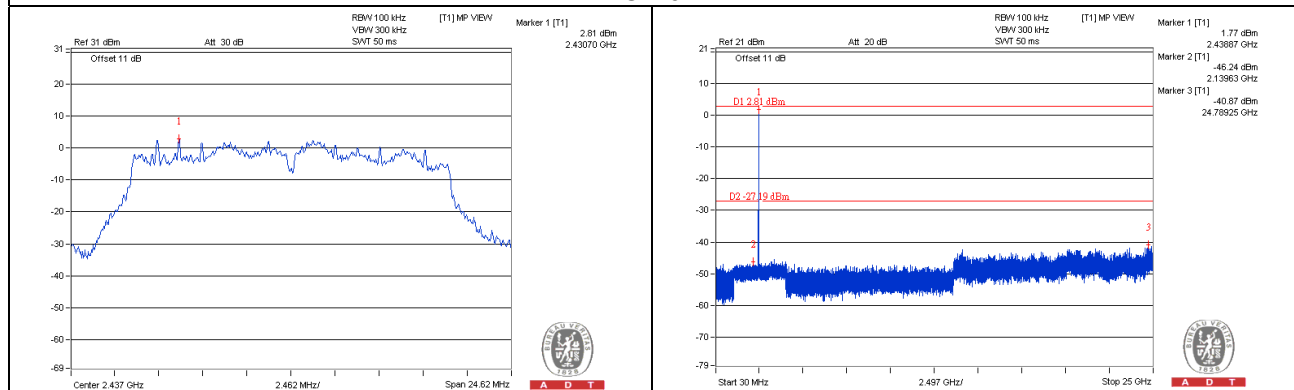 RBW 100 kHz [T1] MP VIEW
VBW 300 kHz
Ref 31 dBm Att 30 dB SWT 50 ms
Marker 1 [T1]
2.81 dBm
2.43070 GHz
Offset 11 dB
31
20
10
0
-10
-20
-30
-40
-50
-60
-69
1
Center 2.437 GHz 2.462 MHz/ Span 24.62 MHz
BUREAU VERITAS
1828
A D T
RBW 100 kHz [T1] MP VIEW
VBW 300 kHz
Ref 21 dBm Att 20 dB SWT 50 ms
Marker 1 [T1]
1.77 dBm
2.43887 GHz
Marker 2 [T1]
-46.24 dBm
2.13963 GHz
Marker 3 [T1]
-40.87 dBm
24.78925 GHz
Offset 11 dB
21
10
0
-10
-20
-30
-40
-50
-60
-70
-79
1
D1 2.81 dBm
D2 -27.19 dBm
2
3
Start 30 MHz 2.497 GHz/ Stop 25 GHz
BUREAU VERITAS
1828
A D T